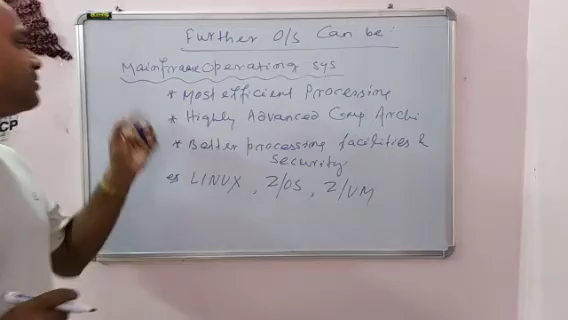 Further O/S Can be:
Mainframe Operating sys
* Most efficient Processing
* Highly Advanced Comp Archi
* Better processing facilities &
Security
es LINUX, Z/OS, Z/VM
CP